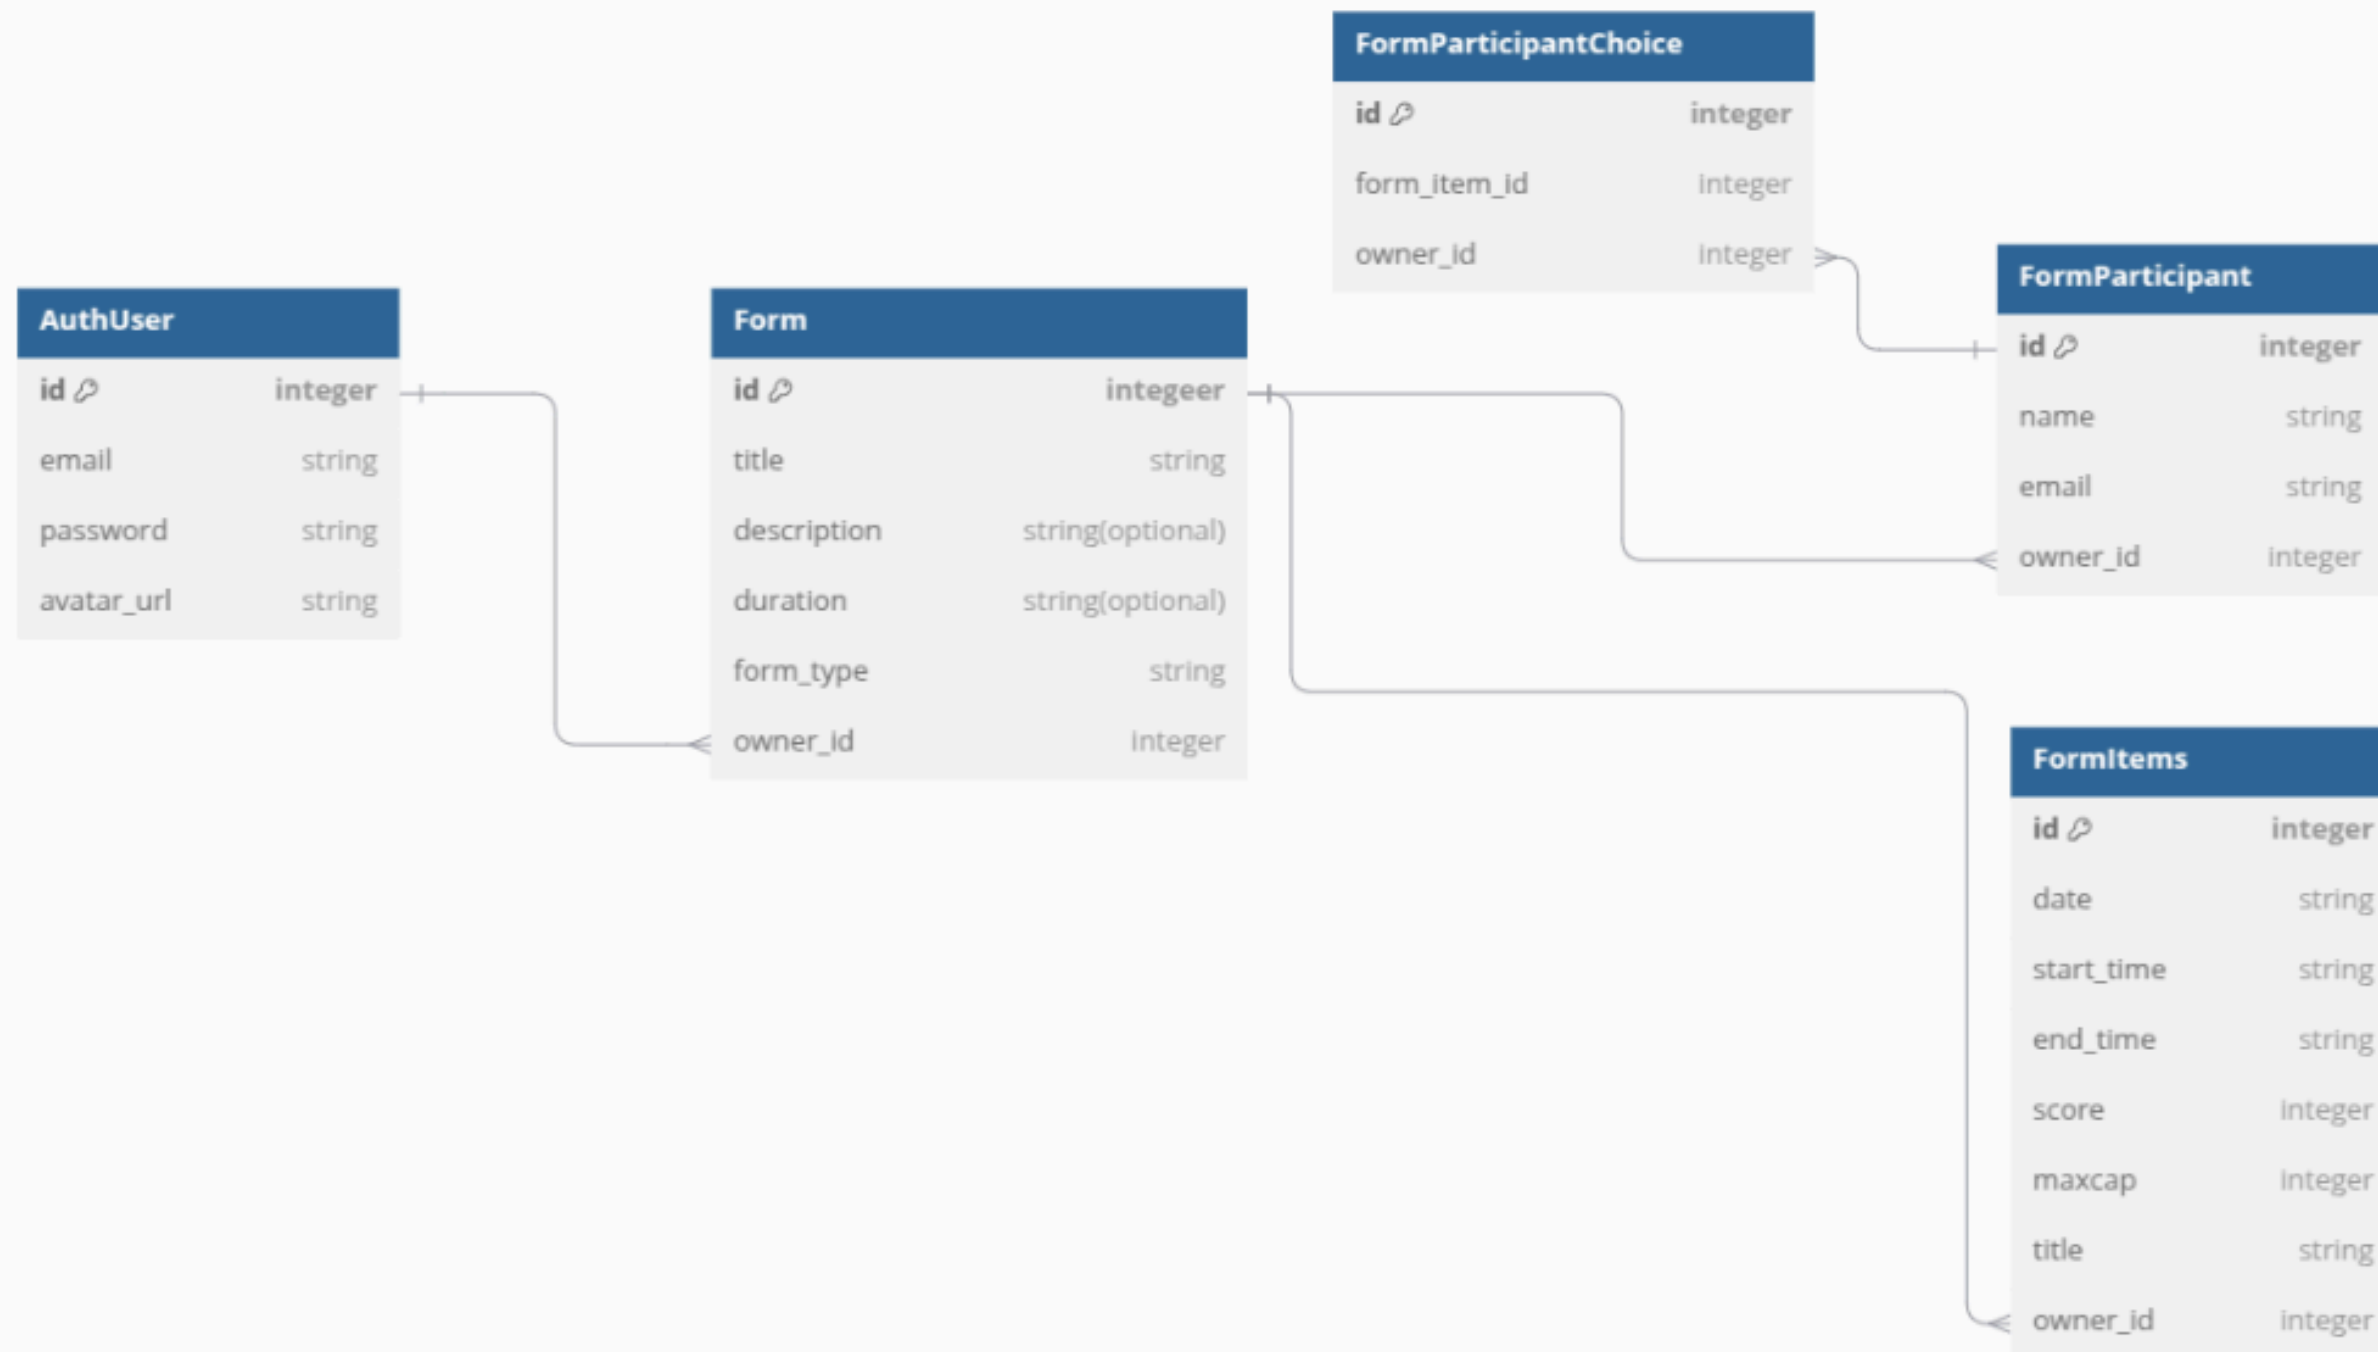 FormParticipantChoice
id integer
form_item_id integer
owner_id integer
AuthUser
id integer
email string
password string
avatar_url string
Form
id integeer
title string
description string(optional)
duration string(optional)
form_type string
owner_id integer
FormParticipant
id integer
name string
email string
owner_id integer
FormItems
id integer
date string
start_time string
end_time string
score integer
maxcap integer
title string
owner_id integer